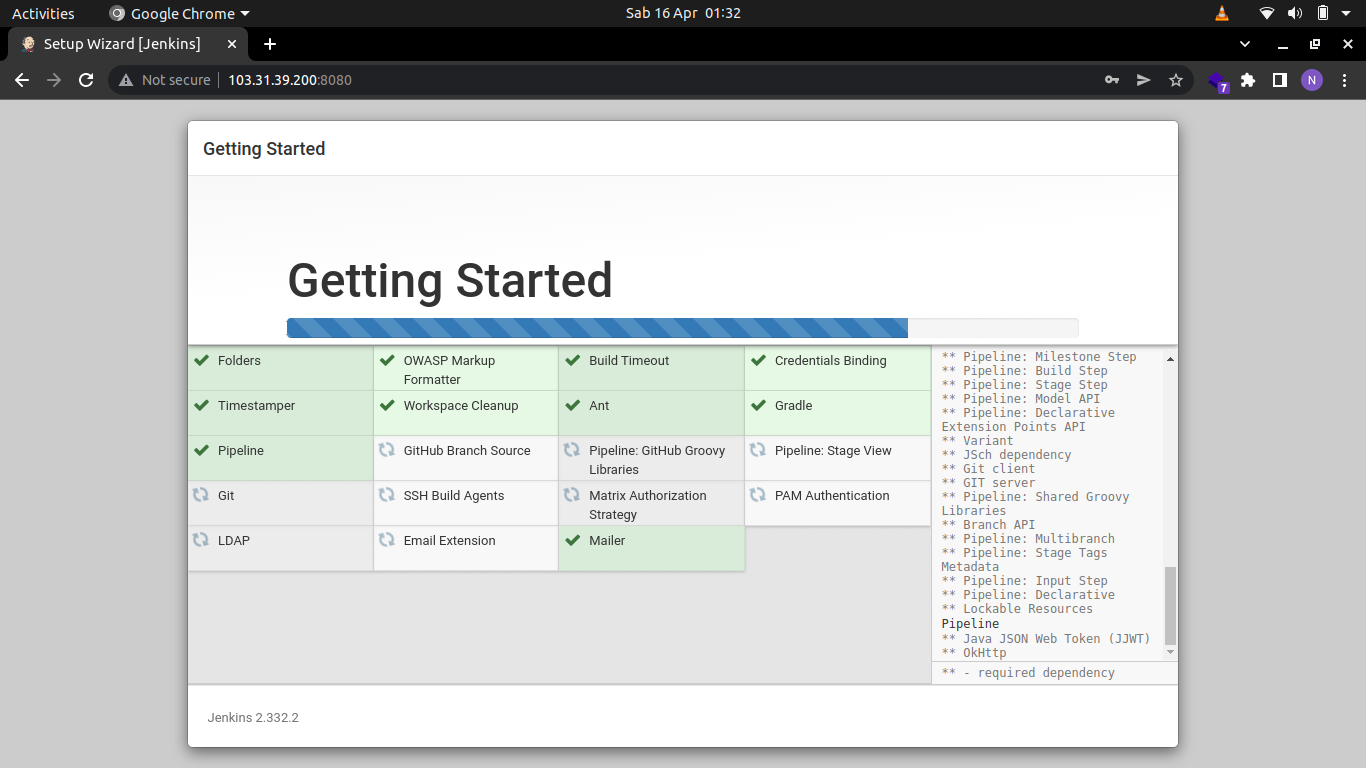 Activities
Google Chrome
Sab 16 Apr 01:32
Setup Wizard [Jenkins]
Not secure
103.31.39.200:8080
7
N
Getting Started
Getting Started
Folders
OWASP Markup
Formatter
Build Timeout
Credentials Binding
Timestamper
Workspace Cleanup
Ant
Gradle
Pipeline
GitHub Branch Source
Pipeline: GitHub Groovy
Libraries
Pipeline: Stage View
Git
SSH Build Agents
Matrix Authorization
Strategy
PAM Authentication
LDAP
Email Extension
Mailer
** Pipeline: Milestone Step
** Pipeline: Build Step
** Pipeline: Stage Step
** Pipeline: Model API
** Pipeline: Declarative
Extension Points API
** Variant
** JSch dependency
** Git client
** GIT server
** Pipeline: Shared Groovy
Libraries
** Branch API
** Pipeline: Multibranch
** Pipeline: Stage Tags
Metadata
** Pipeline: Input Step
** Pipeline: Declarative
** Lockable Resources
Pipeline
** Java JSON Web Token (JJWT)
** OkHttp
** - required dependency
Jenkins 2.332.2